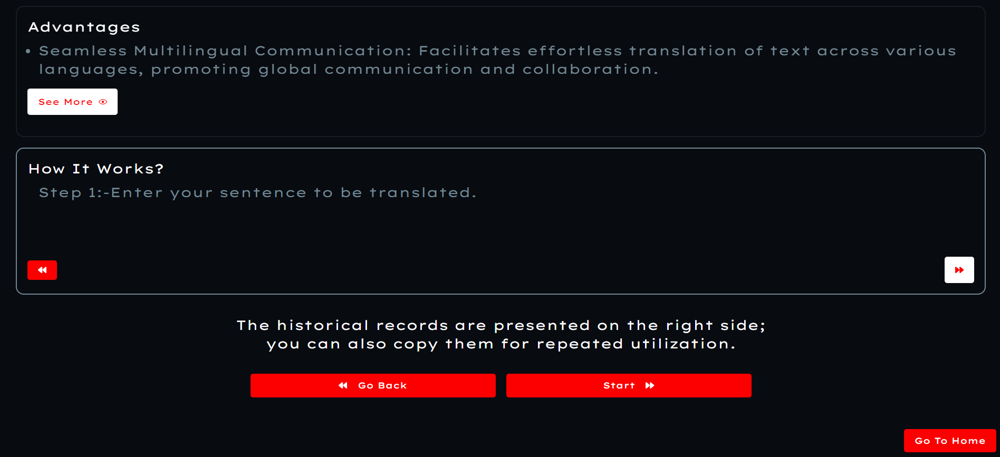 Advantages
• Seamless Multilingual Communication: Facilitates effortless translation of text across various
languages, promoting global communication and collaboration.
See More
How It Works?
Step 1:-Enter your sentence to be translated.
The historical records are presented on the right side;
you can also copy them for repeated utilization.
Go Back
Start
Go To Home